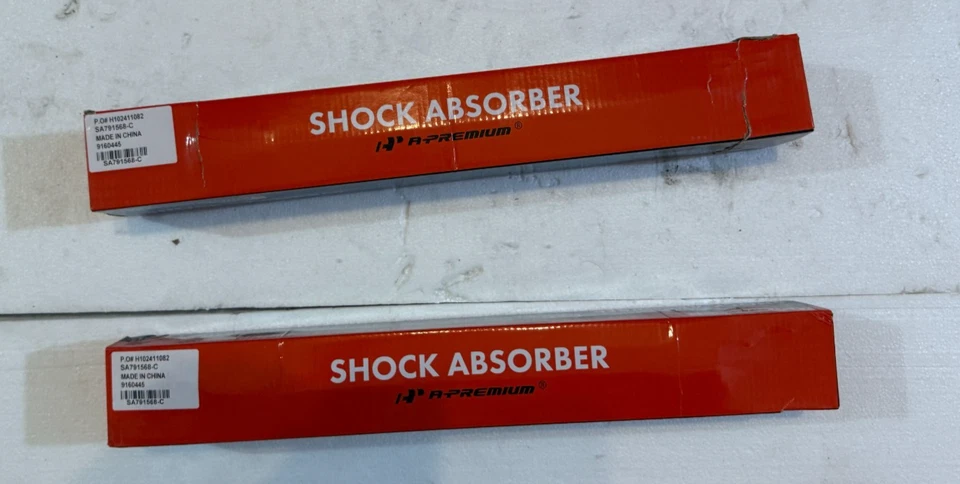 P.O# H102411082
SA791568-C
MADE IN CHINA
9160445
SA791568-C
SHOCK ABSORBER
A-PREMIUM®
P.O# H102411082
SA791568-C
MADE IN CHINA
9160445
SA791568-C
SHOCK ABSORBER
A-PREMIUM®